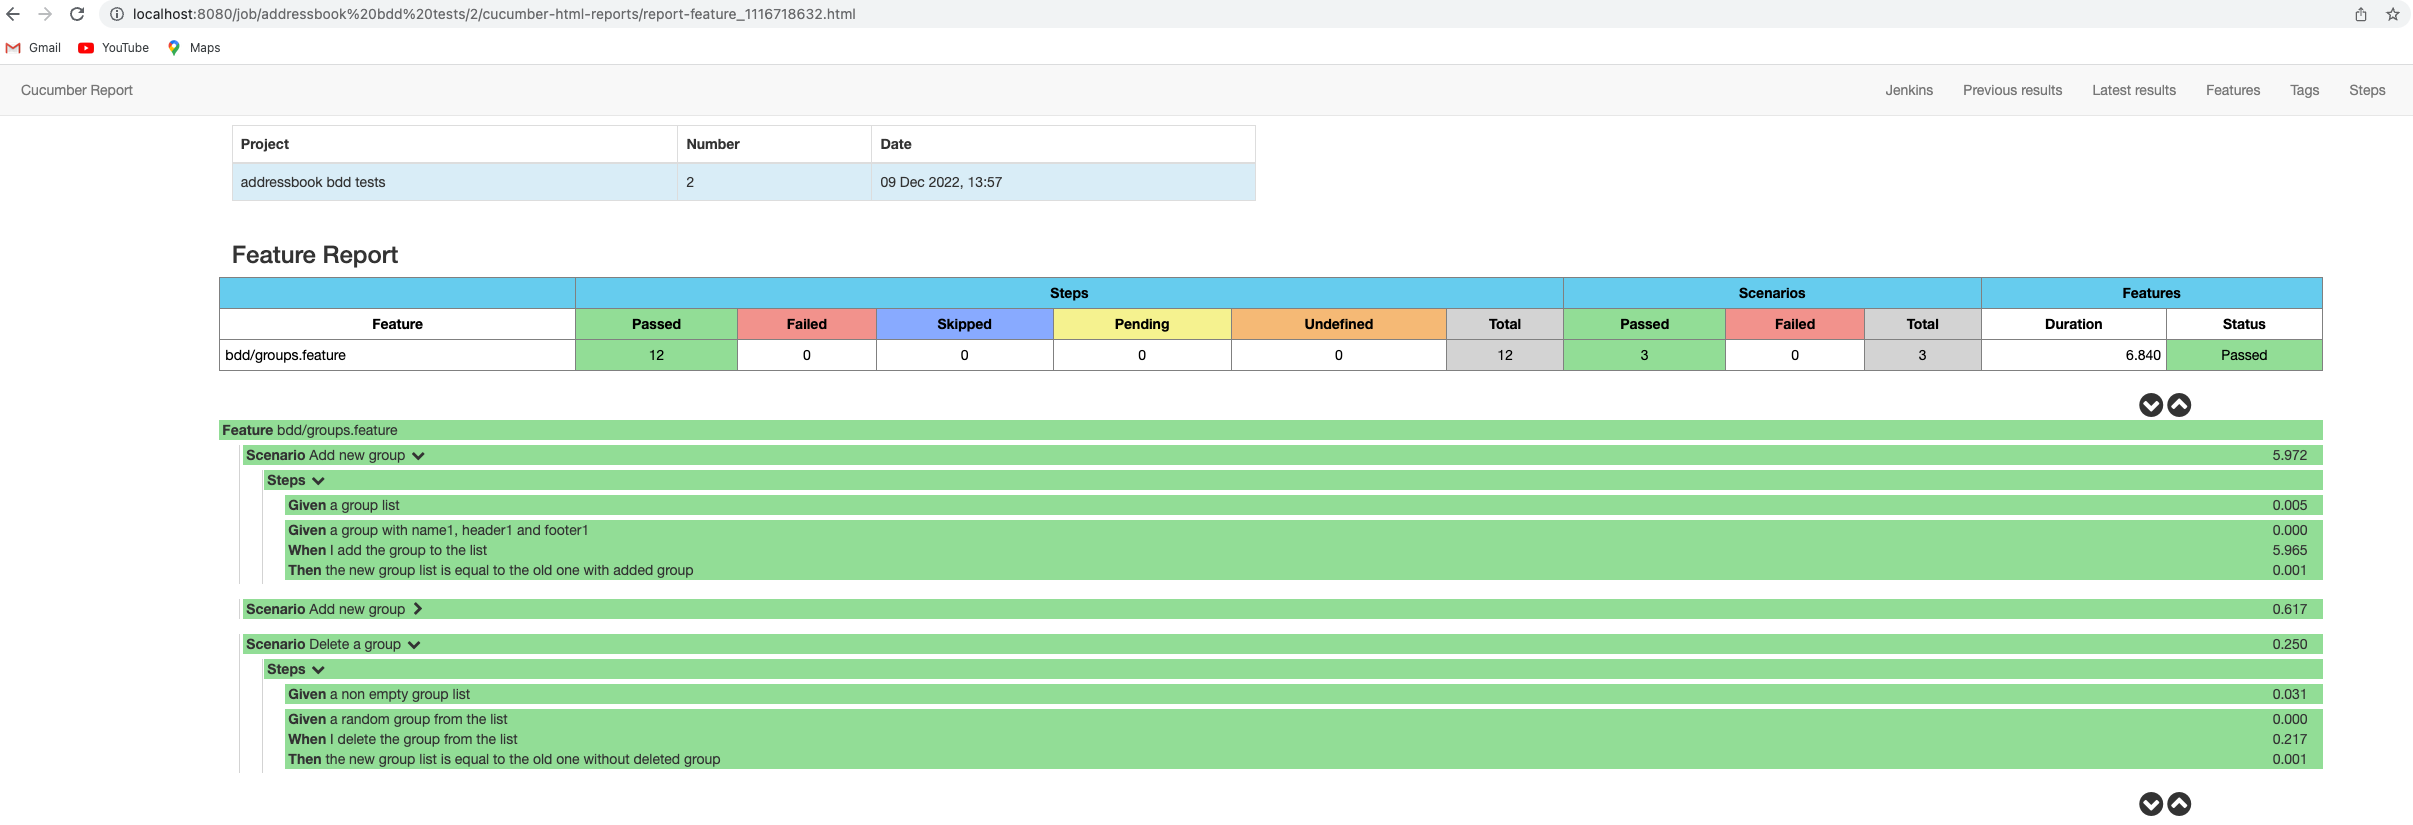 localhost:8080/job/addressbook%20bdd%20tests/2/cucumber-html-reports/report-feature_1116718632.html
Gmail YouTube Maps
Cucumber Report Jenkins Previous results Latest results Features Tags Steps
Project Number Date
addressbook bdd tests 2 09 Dec 2022, 13:57
Feature Report
Steps Scenarios Features
Feature Passed Failed Skipped Pending Undefined Total Passed Failed Total Duration Status
bdd/groups.feature 12 0 0 0 0 12 3 0 3 6.840 Passed
Feature bdd/groups.feature
Scenario Add new group 5.972
Steps
Given a group list 0.005
Given a group with name1, header1 and footer1 0.000
When I add the group to the list 5.965
Then the new group list is equal to the old one with added group 0.001
Scenario Add new group 0.617
Scenario Delete a group 0.250
Steps
Given a non empty group list 0.031
Given a random group from the list 0.000
When I delete the group from the list 0.217
Then the new group list is equal to the old one without deleted group 0.001